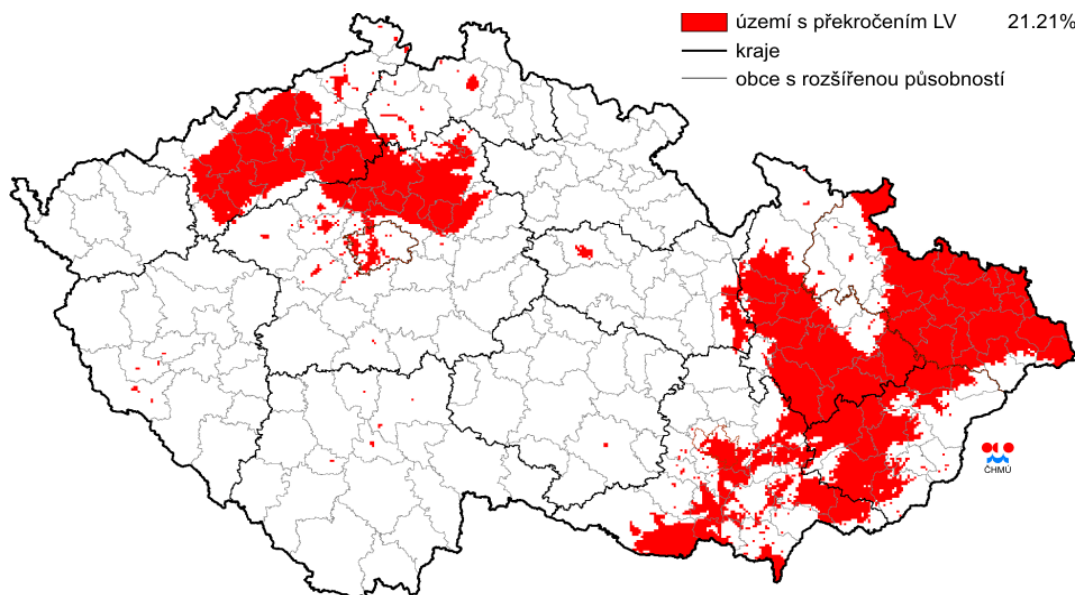 území s překročením LV 21.21%
kraje
obce s rozšířenou působností
ČHMÚ